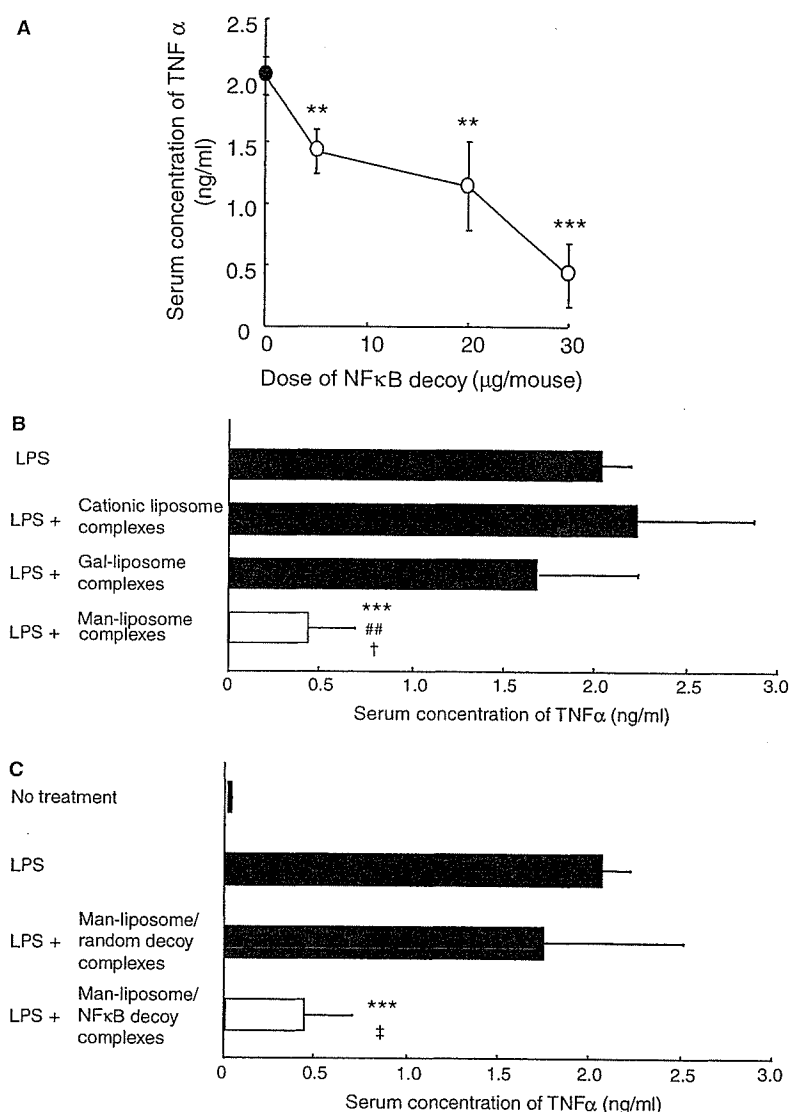 A
Serum concentration of TNF α
(ng/ml)
2.5
2.0
1.5
1.0
0.5
0
**
**
***
0
10
20
30
Dose of NFκB decoy (μg/mouse)
B
LPS
LPS + Cationic liposome
complexes
LPS + Gal-liposome
complexes
LPS + Man-liposome
complexes
***
##
†
0
0.5
1.0
1.5
2.0
2.5
3.0
Serum concentration of TNFα (ng/ml)
C
No treatment
LPS
Man-liposome/
LPS + random decoy
complexes
Man-liposome/
LPS + NFκB decoy
complexes
***
‡
0
0.5
1.0
1.5
2.0
2.5
3.0
Serum concentration of TNFα (ng/ml)